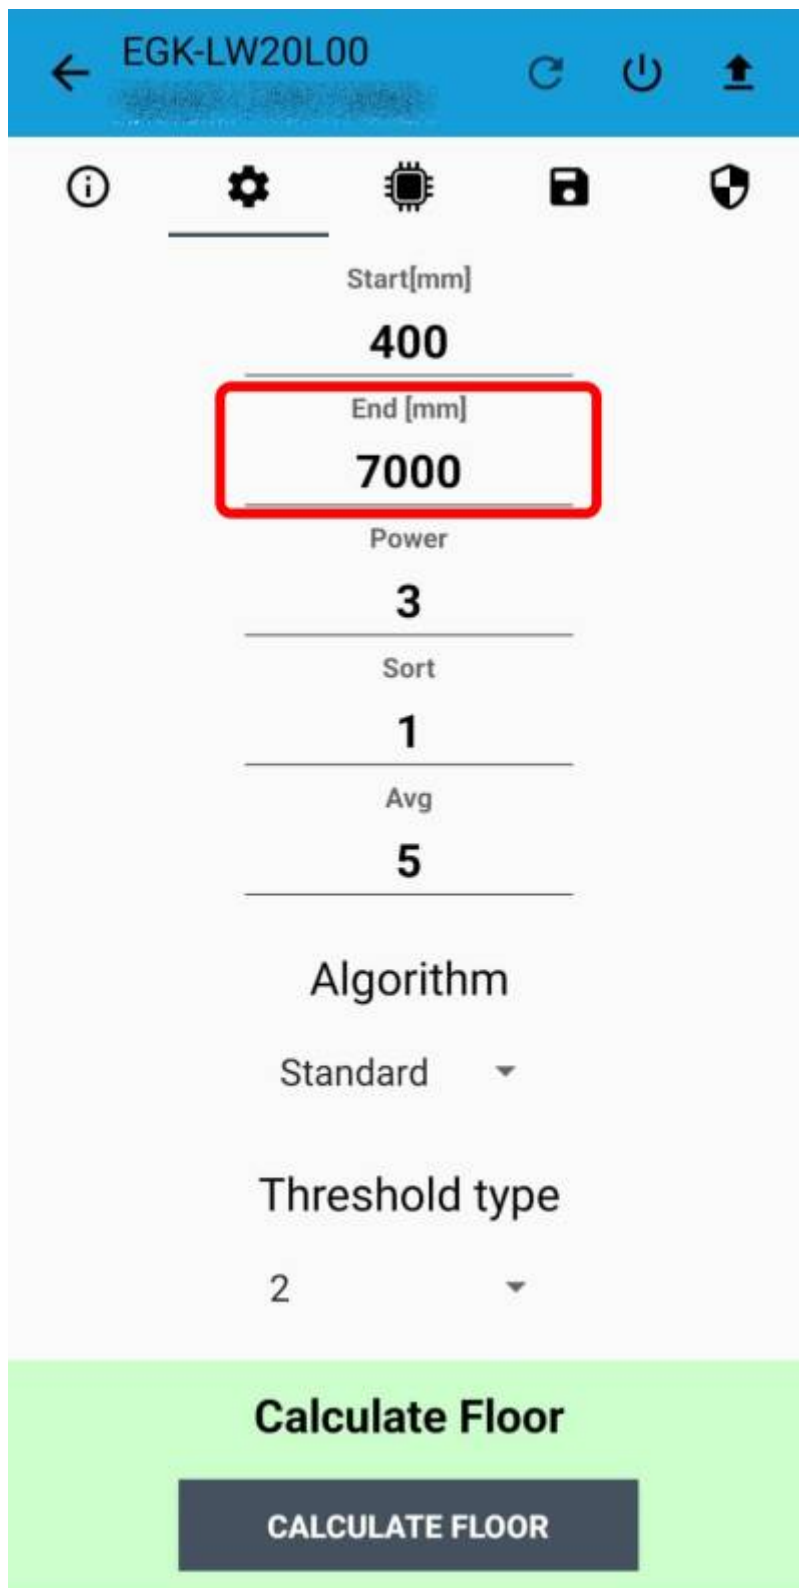 EGK-LW20L00
Start[mm]
400
End [mm]
7000
Power
3
Sort
1
Avg
5
Algorithm
Standard
Threshold type
2
Calculate Floor
CALCULATE FLOOR